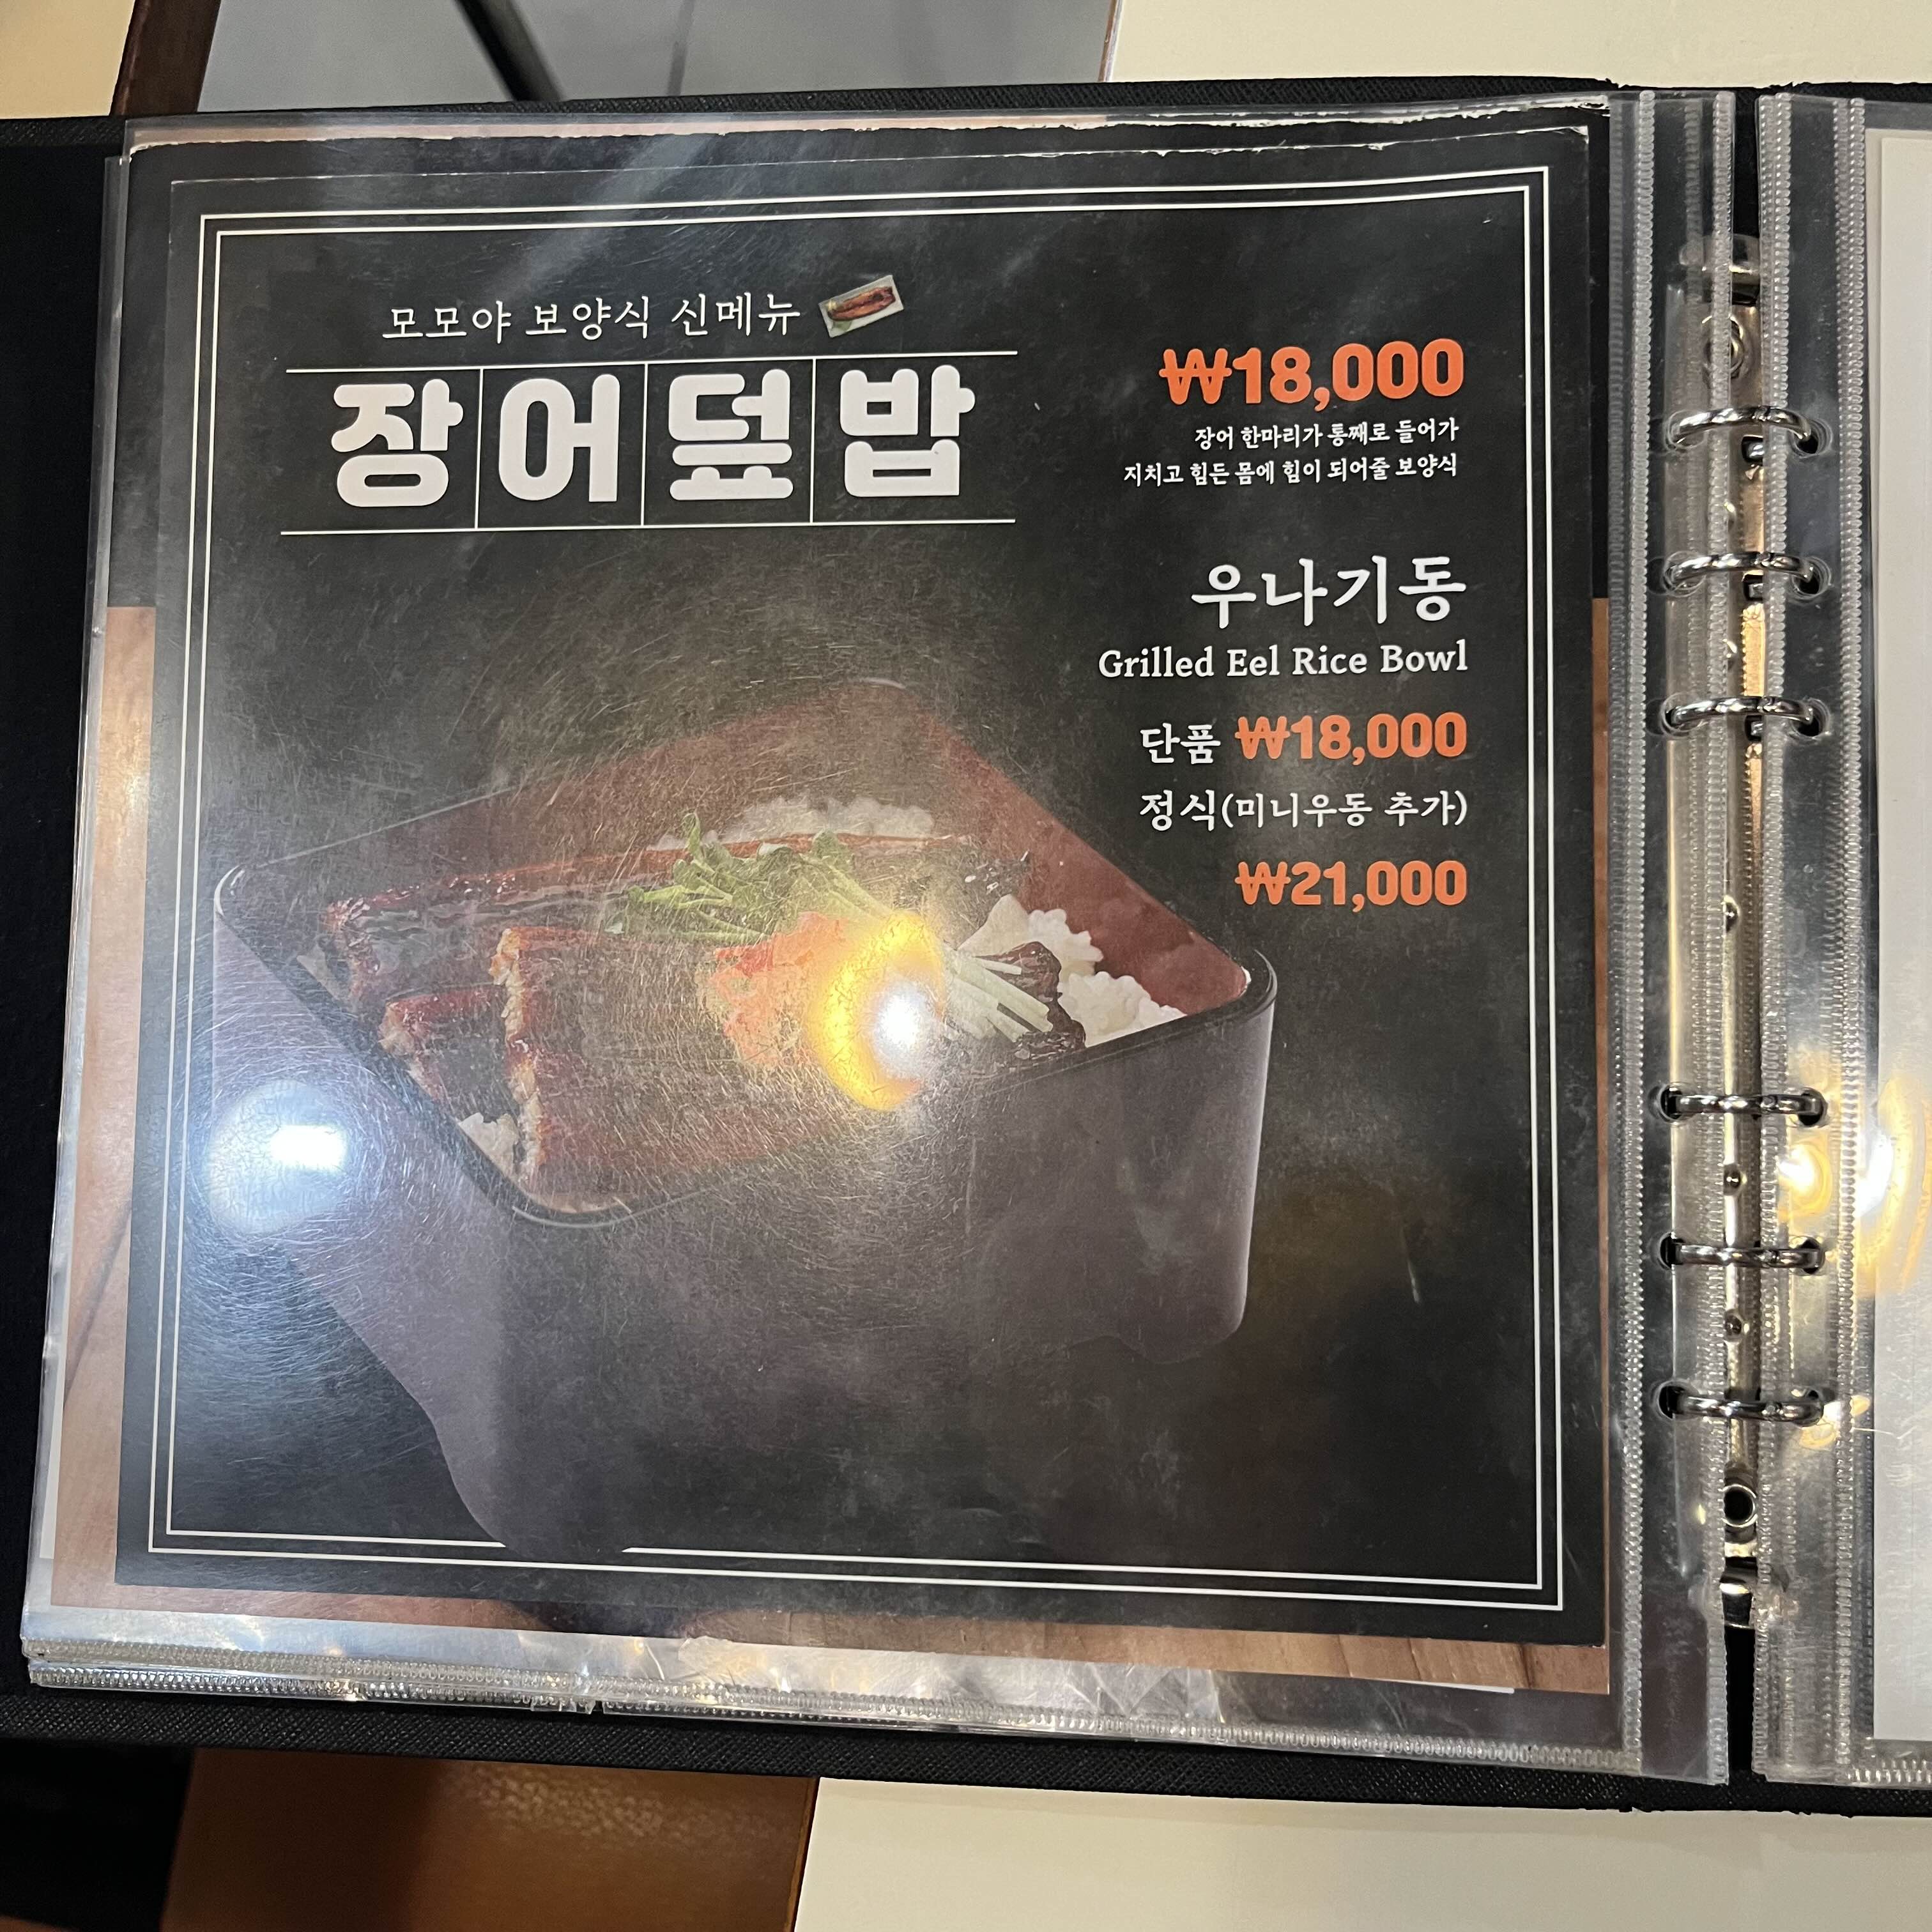 모모야 보양식 신메뉴
장어덮밥
₩18,000
장어 한마리가 통째로 들어가
지치고 힘든 몸에 힘이 되어줄 보양식
우나기동
Grilled Eel Rice Bowl
단품 ₩18,000
정식(미니우동 추가)
₩21,000